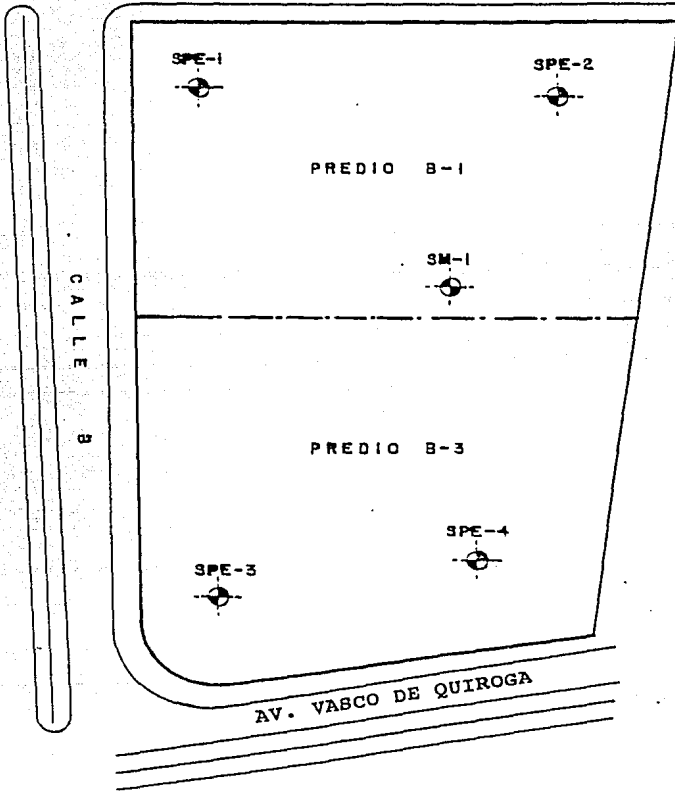 SPE-1
SPE-2
PREDIO B-1
SM-1
CALLE B
PREDIO B-3
SPE-4
SPE-3
AV. VASCO DE QUIROGA